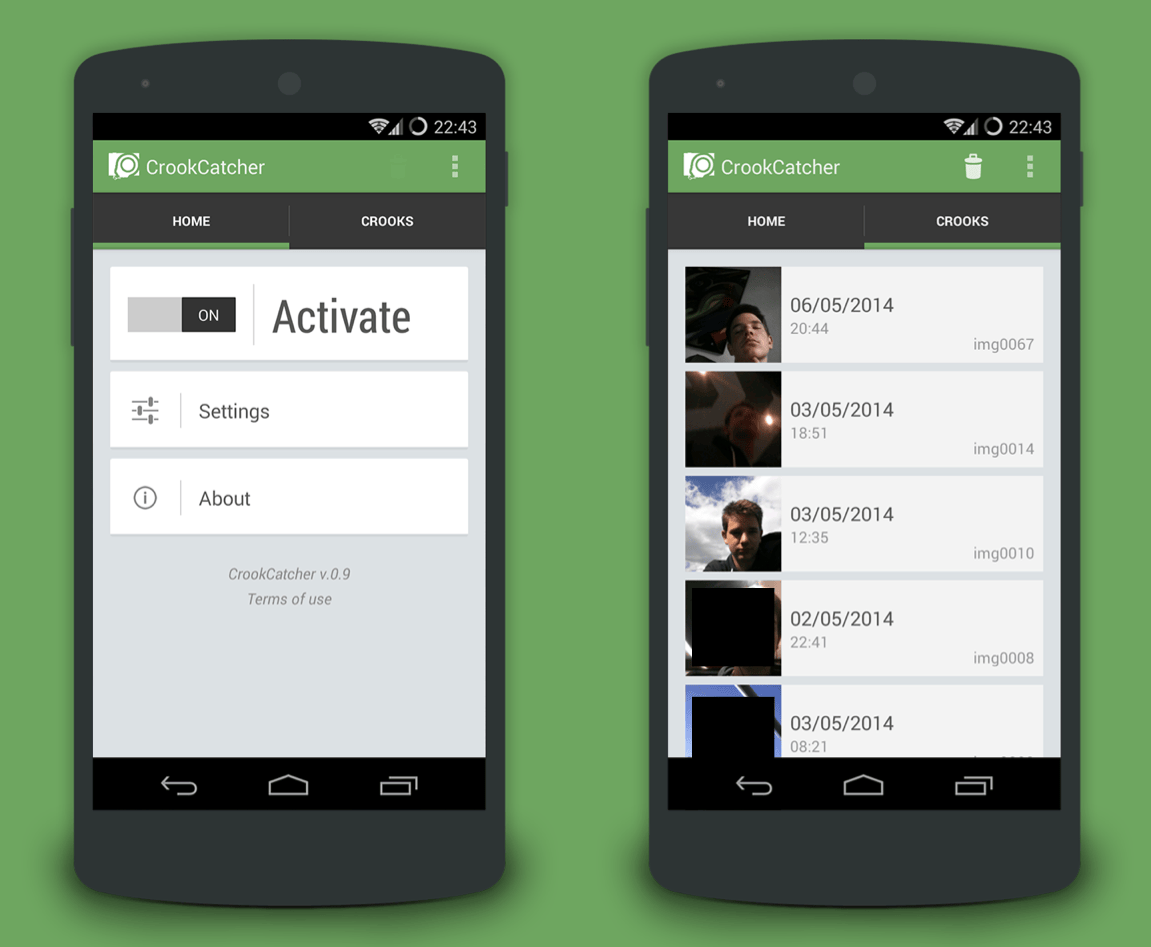 22:43
CrookCatcher
HOME CROOKS
ON Activate
Settings
About
CrookCatcher v.0.9
Terms of use
22:43
CrookCatcher
HOME CROOKS
06/05/2014
20:44
img0067
03/05/2014
18:51
img0014
03/05/2014
12:35
img0010
02/05/2014
22:41
img0008
03/05/2014
08:21